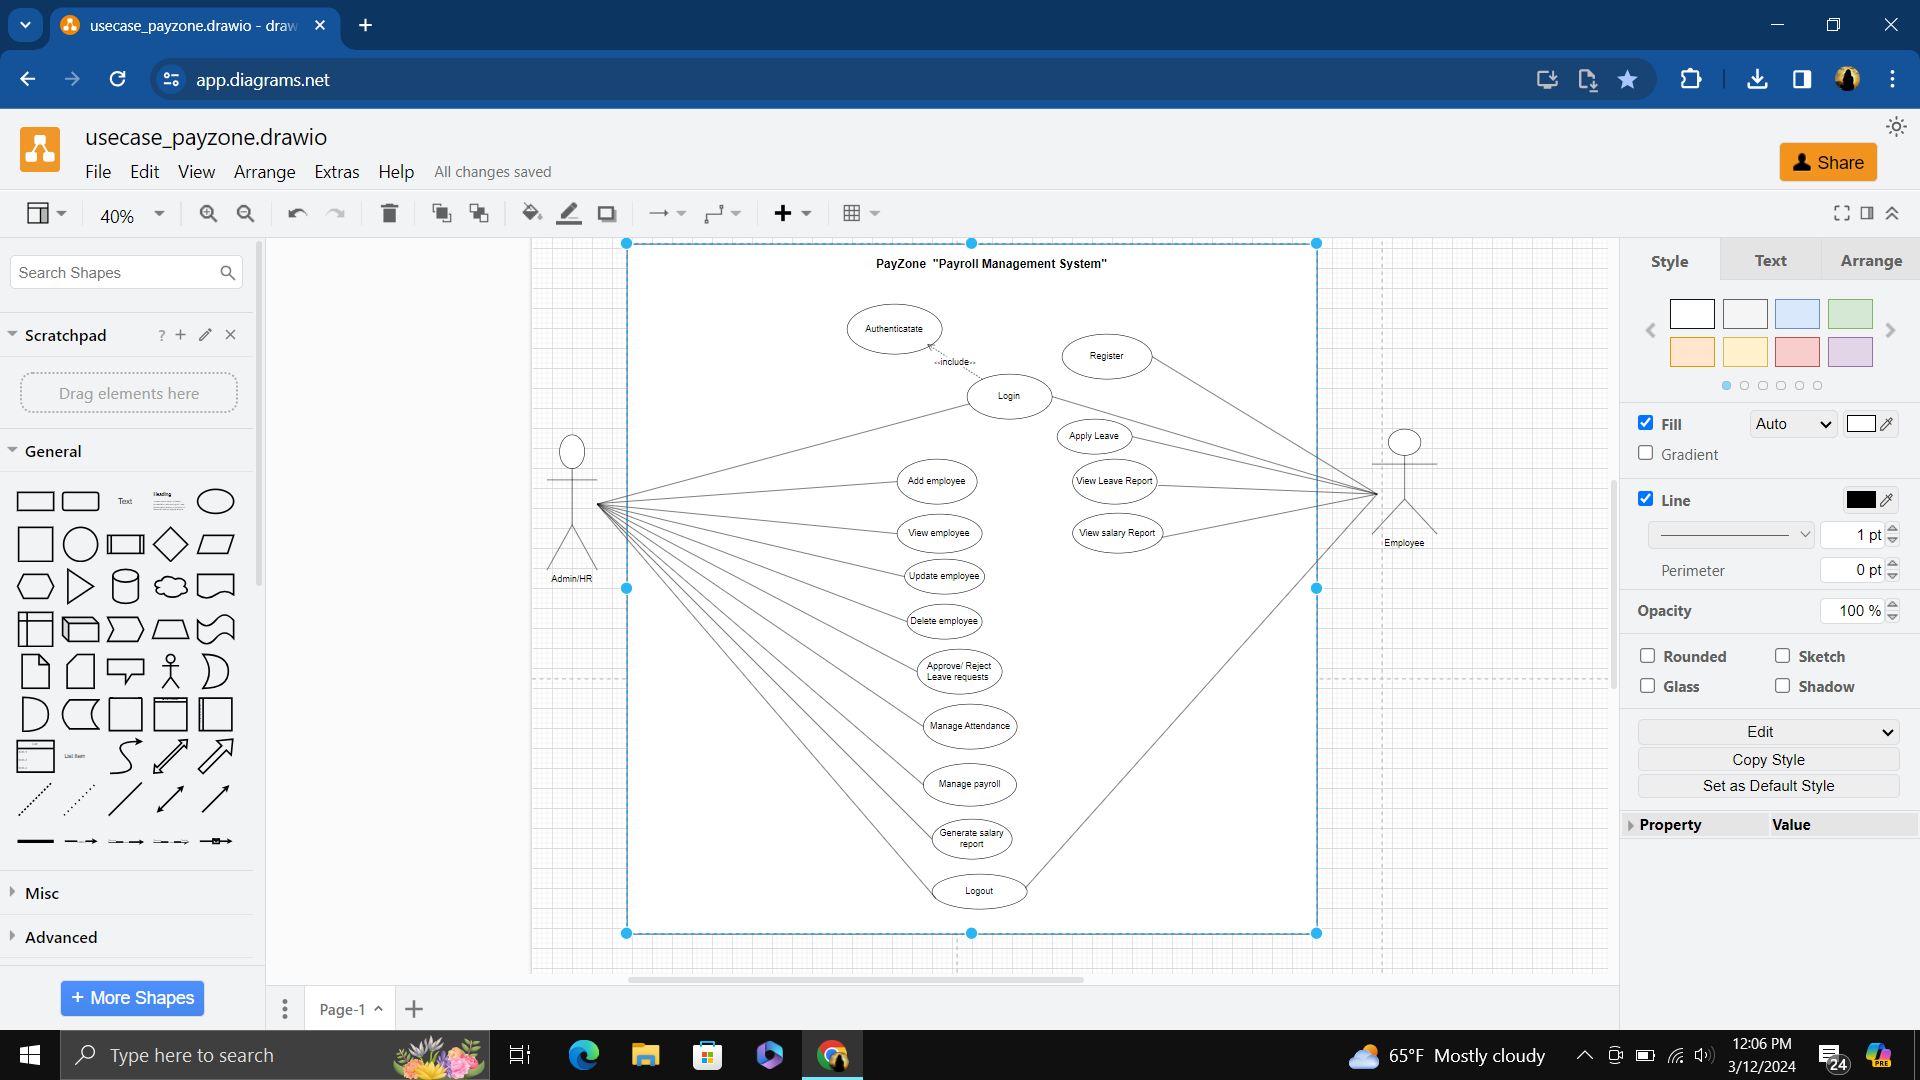 usecase_payzone.drawio - draw
app.diagrams.net
usecase_payzone.drawio
File Edit View Arrange Extras Help All changes saved
Share
40%
Search Shapes
Scratchpad ?
Drag elements here
General
Text
Heading
List Item
Misc
Advanced
+ More Shapes
PayZone "Payroll Management System"
Authenticatate
--include--
Register
Login
Apply Leave
Add employee
View Leave Report
View employee
View salary Report
Employee
Update employee
Admin/HR
Delete employee
Approve/ Reject
Leave requests
Manage Attendance
Manage payroll
Generate salary
report
Logout
Page-1
Style Text Arrange
Fill Auto
Gradient
Line
1 pt
Perimeter 0 pt
Opacity 100 %
Rounded Sketch
Glass Shadow
Edit
Copy Style
Set as Default Style
Property Value
Type here to search
65°F Mostly cloudy
12:06 PM
3/12/2024
24
PRE